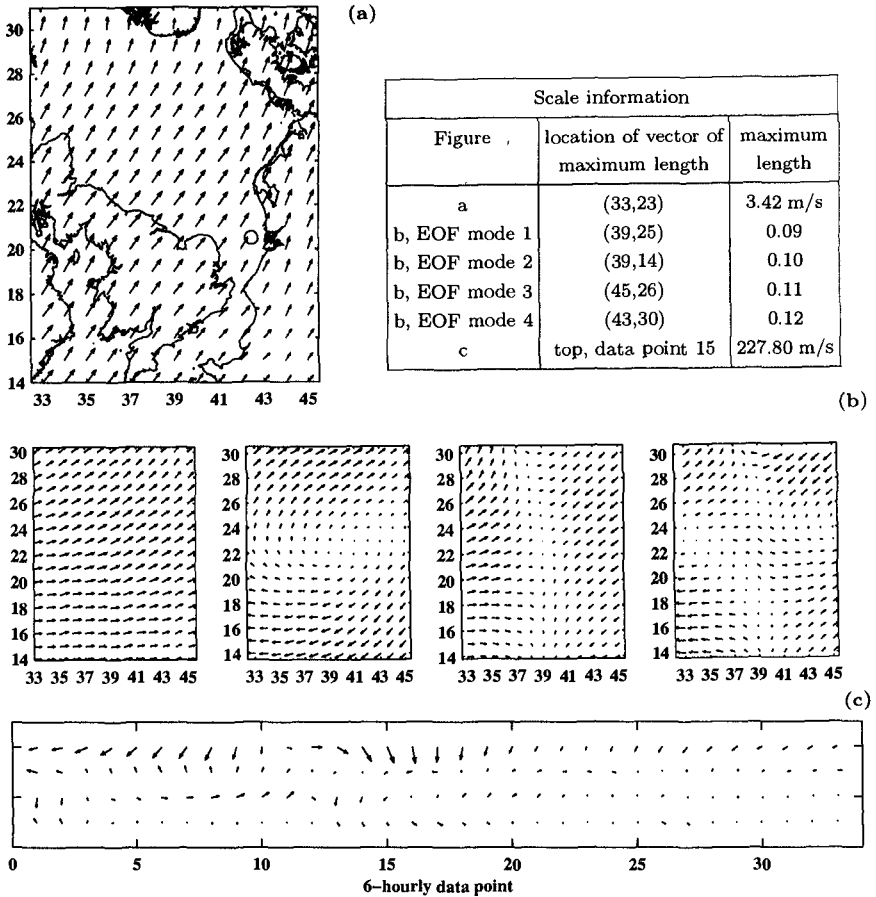 (a)
31
30
28
26
24
22
20
18
16
14
33 35 37 39 41 43 45
Scale information
Figure location of vector of maximum length maximum length
a (33,23) 3.42 m/s
b, EOF mode 1 (39,25) 0.09
b, EOF mode 2 (39,14) 0.10
b, EOF mode 3 (45,26) 0.11
b, EOF mode 4 (43,30) 0.12
c top, data point 15 227.80 m/s
(b)
30
28
26
24
22
20
18
16
14
33 35 37 39 41 43 45
30
28
26
24
22
20
18
16
14
33 35 37 39 41 43 45
30
28
26
24
22
20
18
16
14
33 35 37 39 41 43 45
30
28
26
24
22
20
18
16
14
33 35 37 39 41 43 45
(c)
0 5 10 15 20 25 30
6-hourly data point